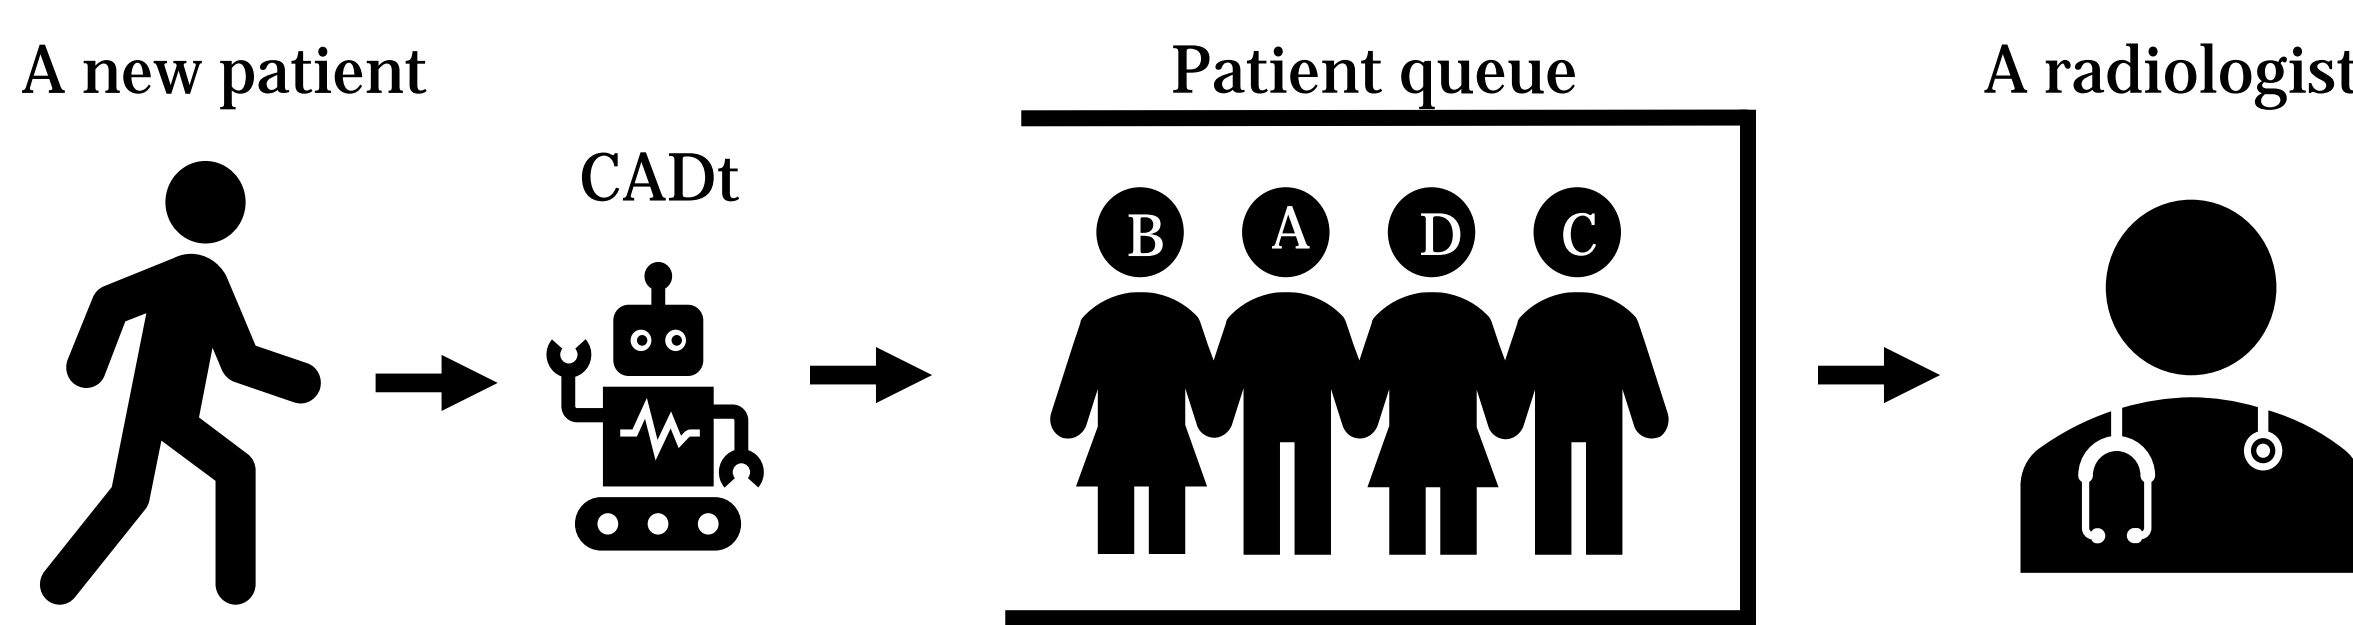 A new patient
CADt
Patient queue
A radiologist
B A D C